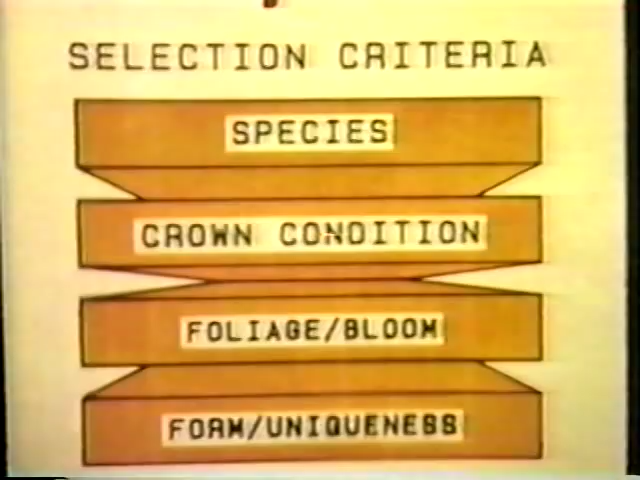 SELECTION CRITERIA
SPECIES
CROWN CONDITION
FOLIAGE/BLOOM
FORM/UNIQUENESS